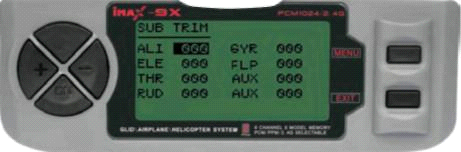 iMAX-9X PCM1024/2.4G
SUB TRIM
ALI 000 GYR 000
ELE 000 FLP 000
THR 000 AUX 000
RUD 000 AUX 000
MENU
EXIT
GLID\AIRPLANE\HELICOPTER SYSTEM
8 CHANNEL 8 MODEL MEMORY
PCM/PPM/2.4G SELECTABLE